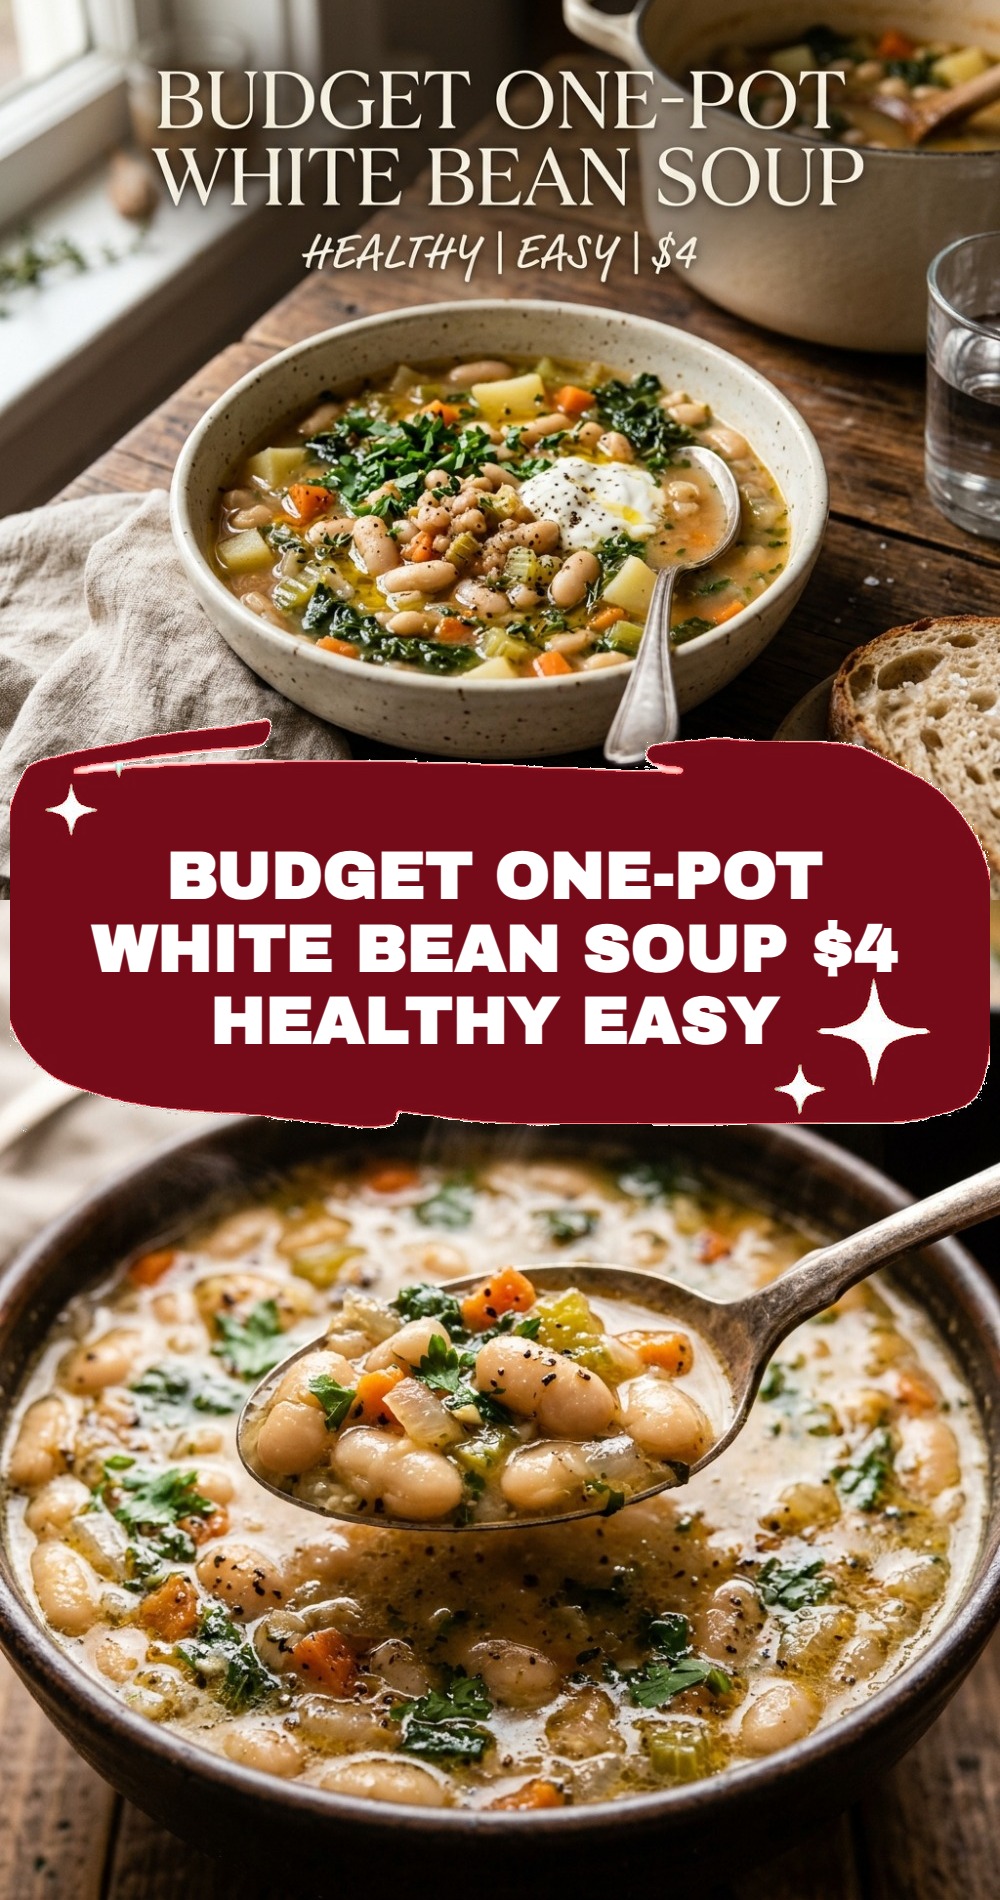 BUDGET ONE-POT
WHITE BEAN SOUP
HEALTHY | EASY | $4
BUDGET ONE-POT
WHITE BEAN SOUP $4
HEALTHY EASY